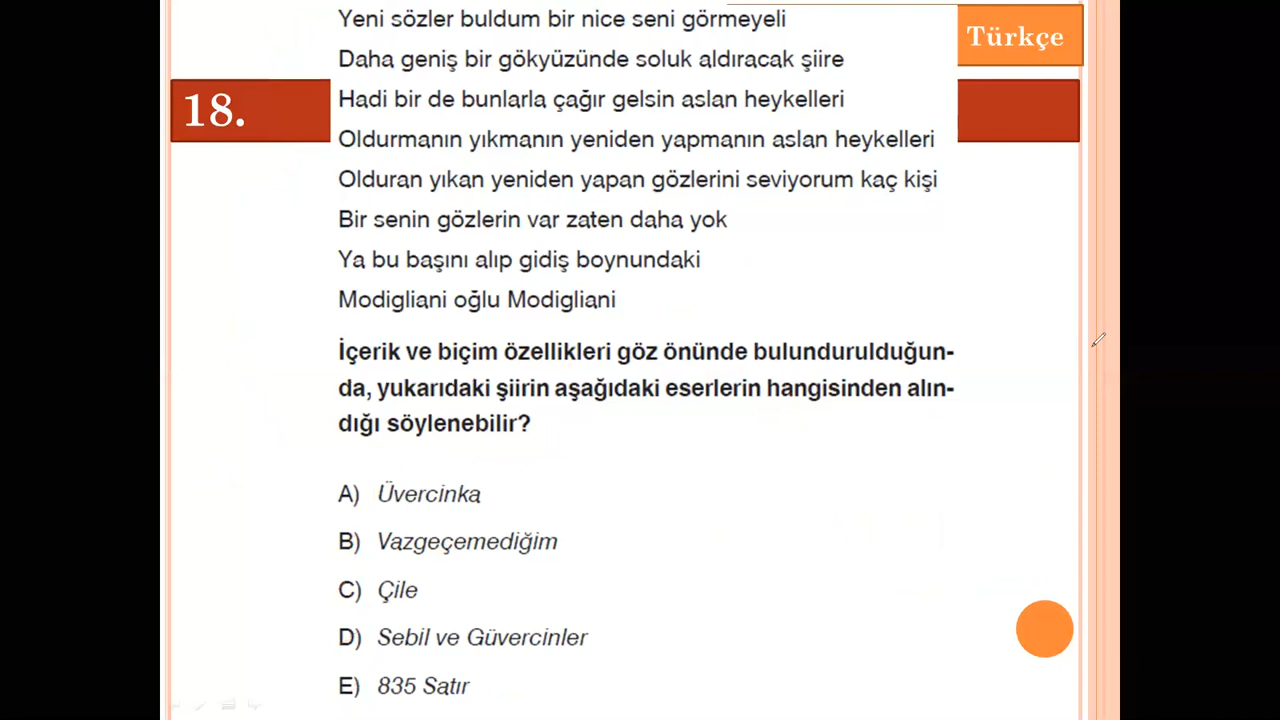 Yeni sözler buldum bir nice seni görmeyeli
Türkçe
Daha geniş bir gökyüzünde soluk aldıracak şiire
18.
Hadi bir de bunlarla çağır gelsin aslan heykelleri
Oldurmanın yıkmanın yeniden yapmanın aslan heykelleri
Olduran yıkan yeniden yapan gözlerini seviyorum kaç kişi
Bir senin gözlerin var zaten daha yok
Ya bu başını alıp gidiş boynundaki
Modigliani oğlu Modigliani
İçerik ve biçim özellikleri göz önünde bulundurulduğun-
da, yukarıdaki şiirin aşağıdaki eserlerin hangisinden alın-
dığı söylenebilir?
A) Üvercinka
B) Vazgeçemediğim
C) Çile
D) Sebil ve Güvercinler
E) 835 Satır